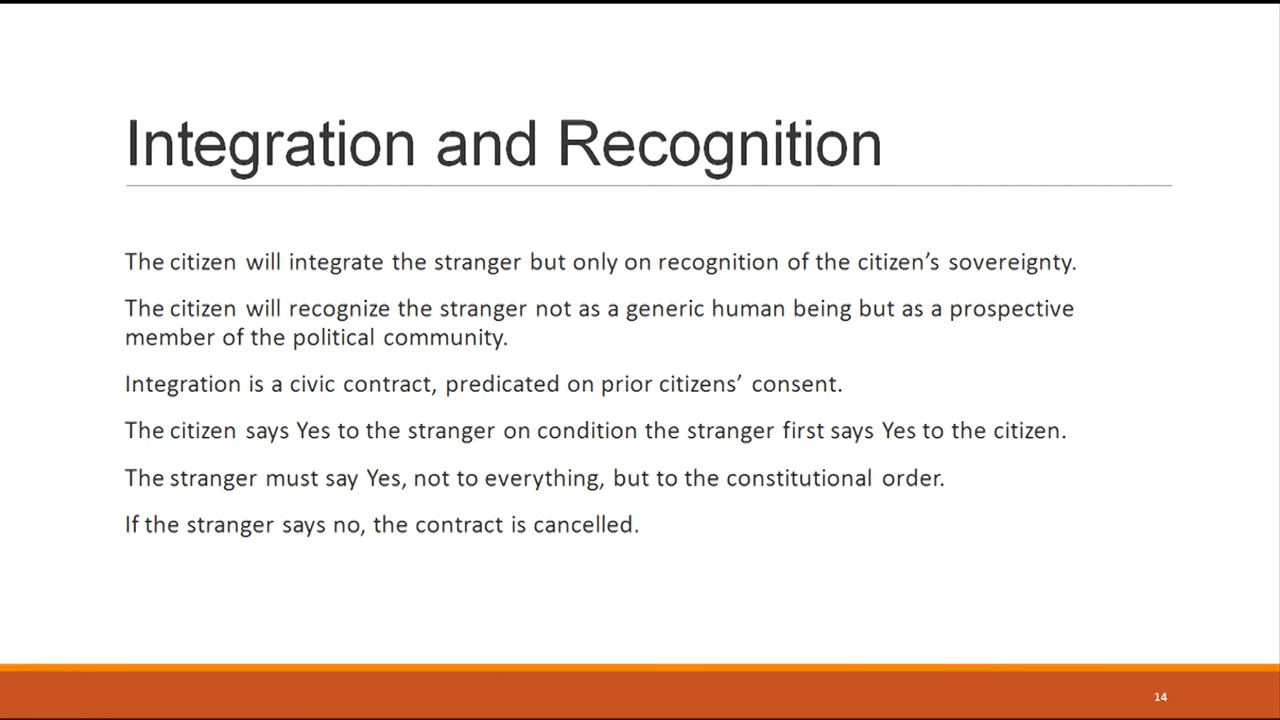 Integration and Recognition
The citizen will integrate the stranger but only on recognition of the citizen’s sovereignty.
The citizen will recognize the stranger not as a generic human being but as a prospective
member of the political community.
Integration is a civic contract, predicated on prior citizens’ consent.
The citizen says Yes to the stranger on condition the stranger first says Yes to the citizen.
The stranger must say Yes, not to everything, but to the constitutional order.
If the stranger says no, the contract is cancelled.
14